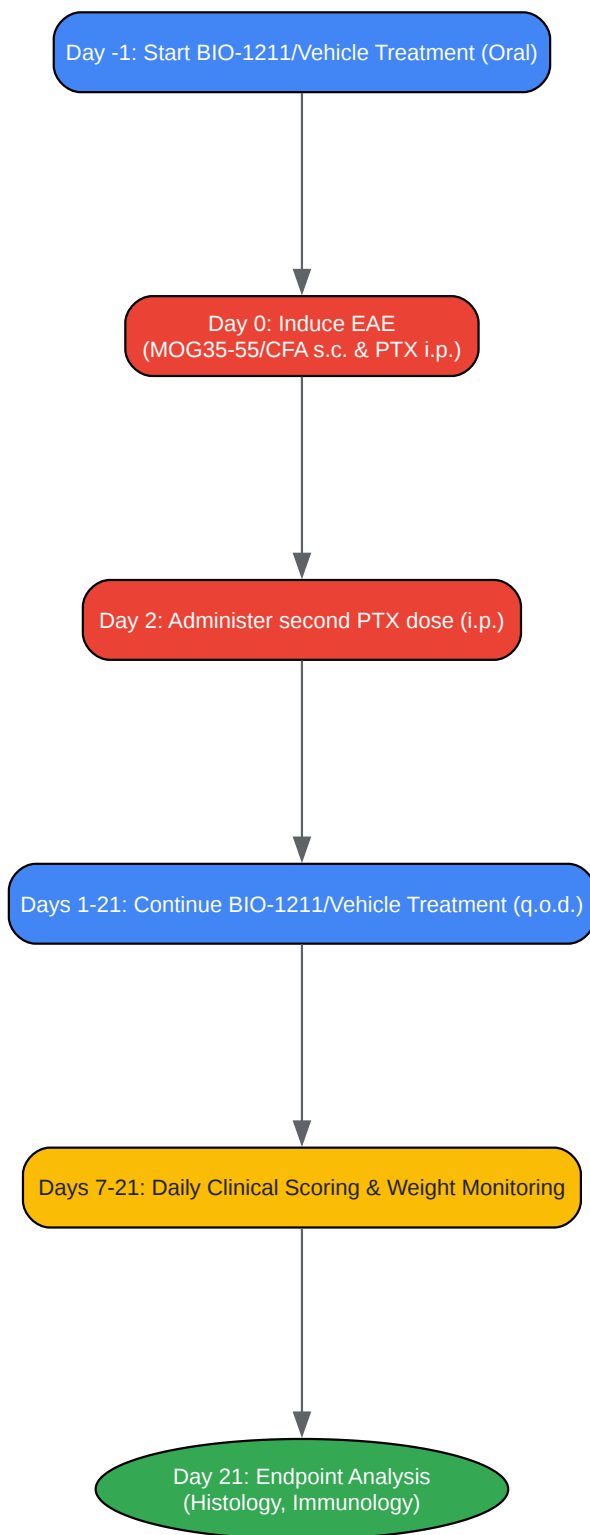 Day -1: Start BIO-1211/Vehicle Treatment (Oral)
Day 0: Induce EAE
(MOG35-55/CFA s.c. & PTX i.p.)
Day 2: Administer second PTX dose (i.p.)
Days 1-21: Continue BIO-1211/Vehicle Treatment (q.o.d.)
Days 7-21: Daily Clinical Scoring & Weight Monitoring
Day 21: Endpoint Analysis
(Histology, Immunology)